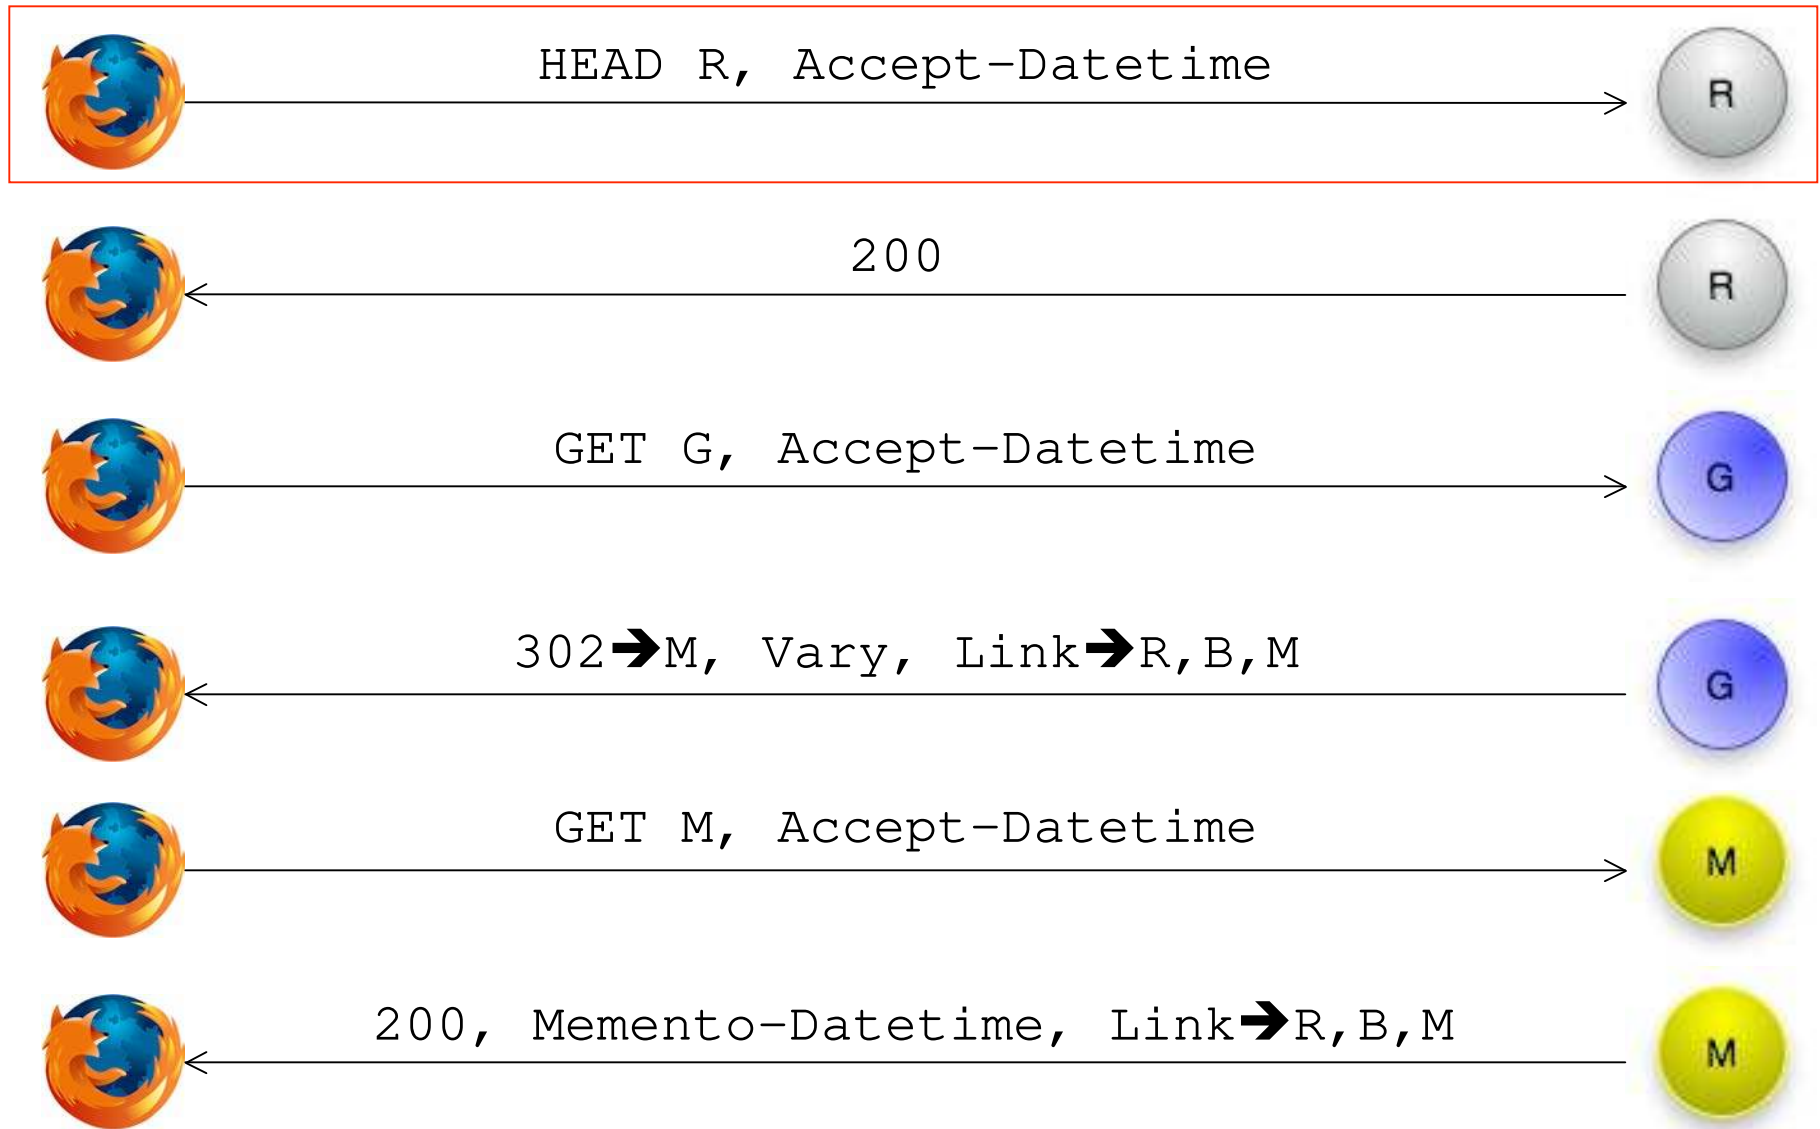 HEAD R, Accept-Datetime
R
200
R
GET G, Accept-Datetime
G
302➔M, Vary, Link➔R,B,M
G
GET M, Accept-Datetime
M
200, Memento-Datetime, Link➔R,B,M
M